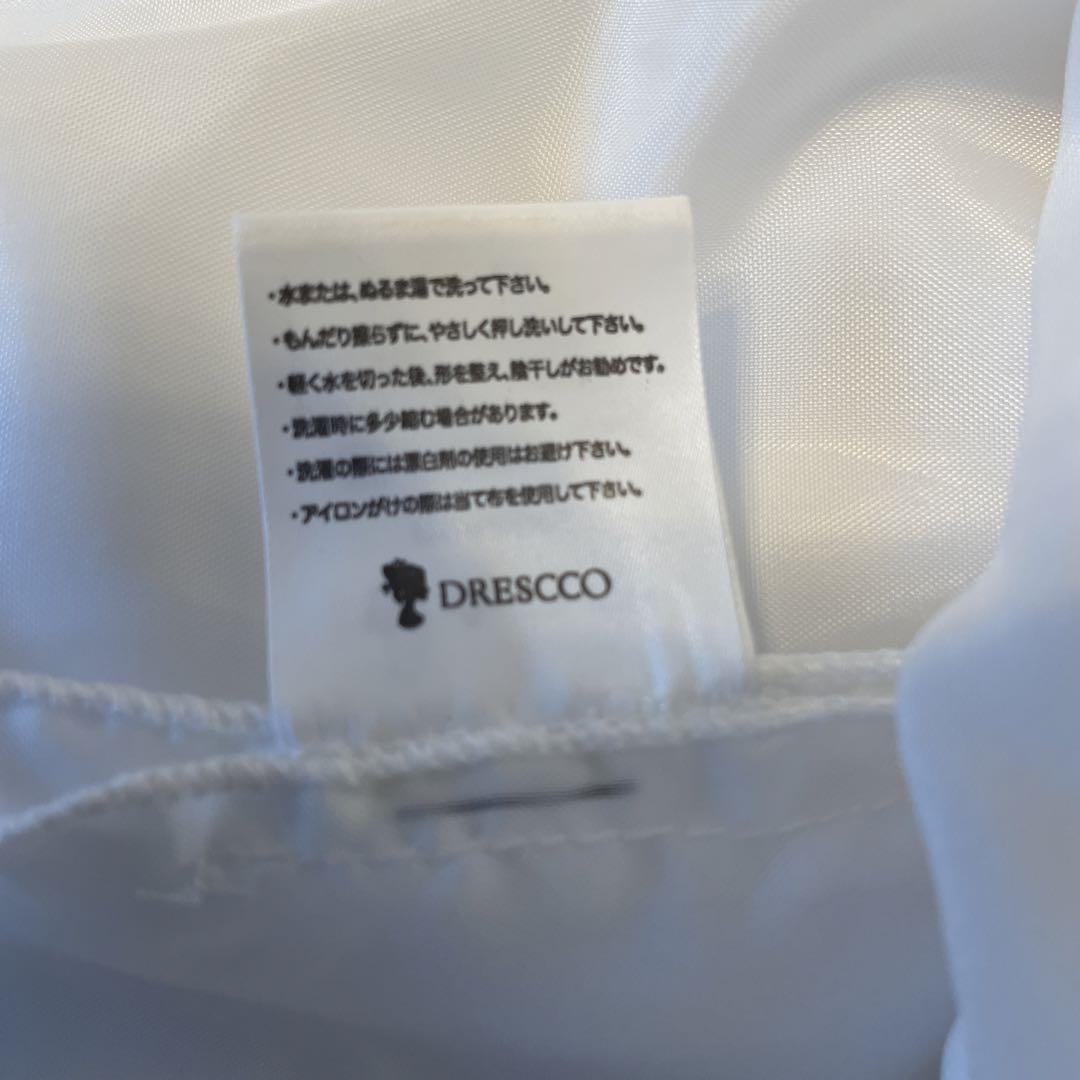 ・水または、ぬるま湯で洗って下さい。
・もんだり擦らずに、やさしく押し洗いして下さい。
・軽く水を切った後、形を整え、陰干しがお勧めです。
・洗濯時に多少縮む場合があります。
・洗濯の際には漂白剤の使用はお避け下さい。
・アイロンがけの際は当て布を使用して下さい。
DRESCCO